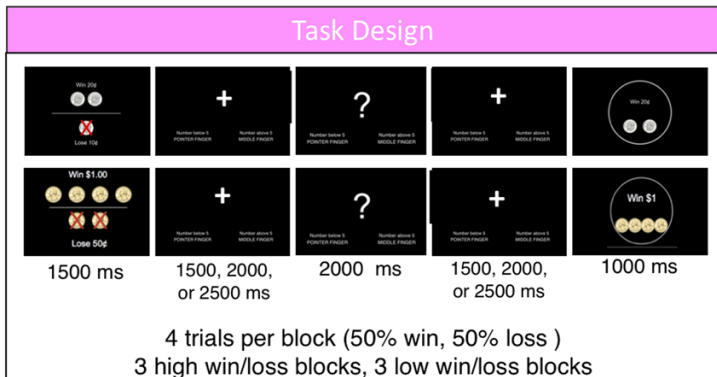 Task Design
Win 20¢
Lose 10¢
+
Number below 5 Number above 5
POINTER FINGER MIDDLE FINGER
?
Number below 5 Number above 5
POINTER FINGER MIDDLE FINGER
+
Number below 5 Number above 5
POINTER FINGER MIDDLE FINGER
Win 20¢
Win $1.00
Lose 50¢
+
Number below 5 Number above 5
POINTER FINGER MIDDLE FINGER
?
Number below 5 Number above 5
POINTER FINGER MIDDLE FINGER
+
Number below 5 Number above 5
POINTER FINGER MIDDLE FINGER
Win $1
1500 ms
1500, 2000,
or 2500 ms
2000 ms
1500, 2000,
or 2500 ms
1000 ms
4 trials per block (50% win, 50% loss )
3 high win/loss blocks, 3 low win/loss blocks